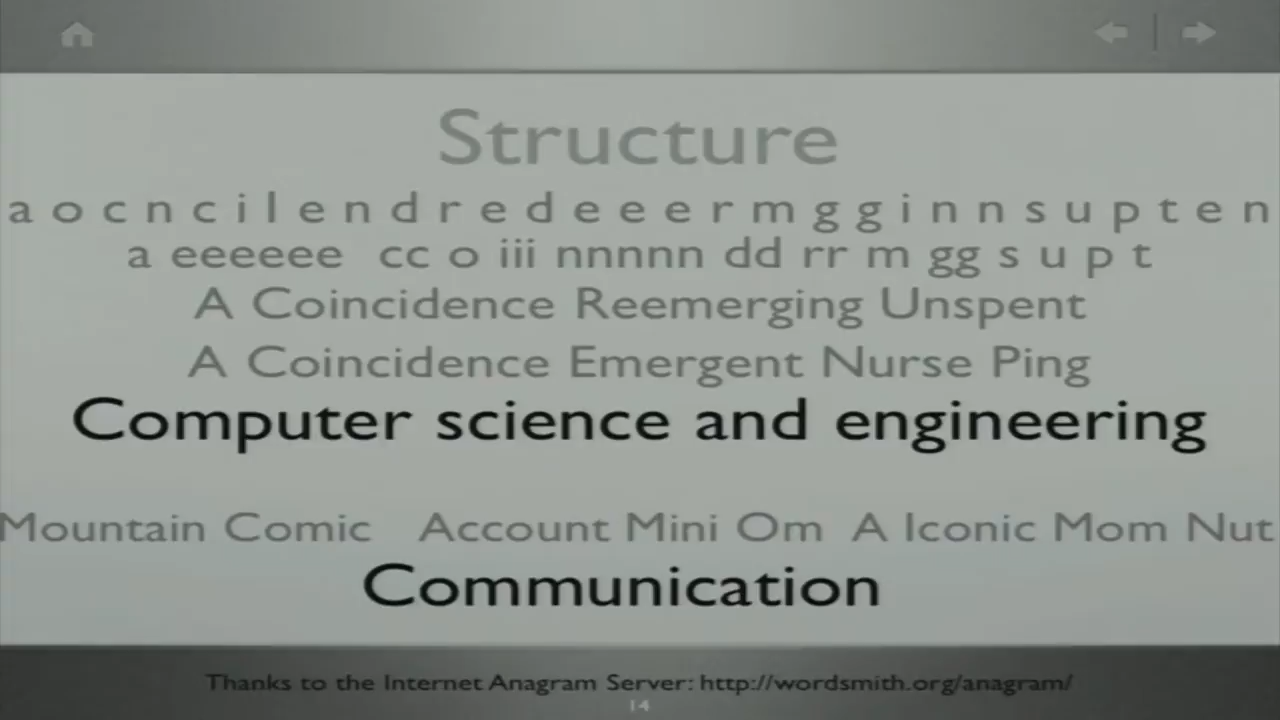 Structure
a o c n c i l e n d r e d e e e r m g g i n n s u p t e n
a eeeeee cc o iii nnnnn dd rr m gg s u p t
A Coincidence Reemerging Unspent
A Coincidence Emergent Nurse Ping
Computer science and engineering
Mountain Comic Account Mini Om A Iconic Mom Nut
Communication
Thanks to the Internet Anagram Server: http://wordsmith.org/anagram/
14